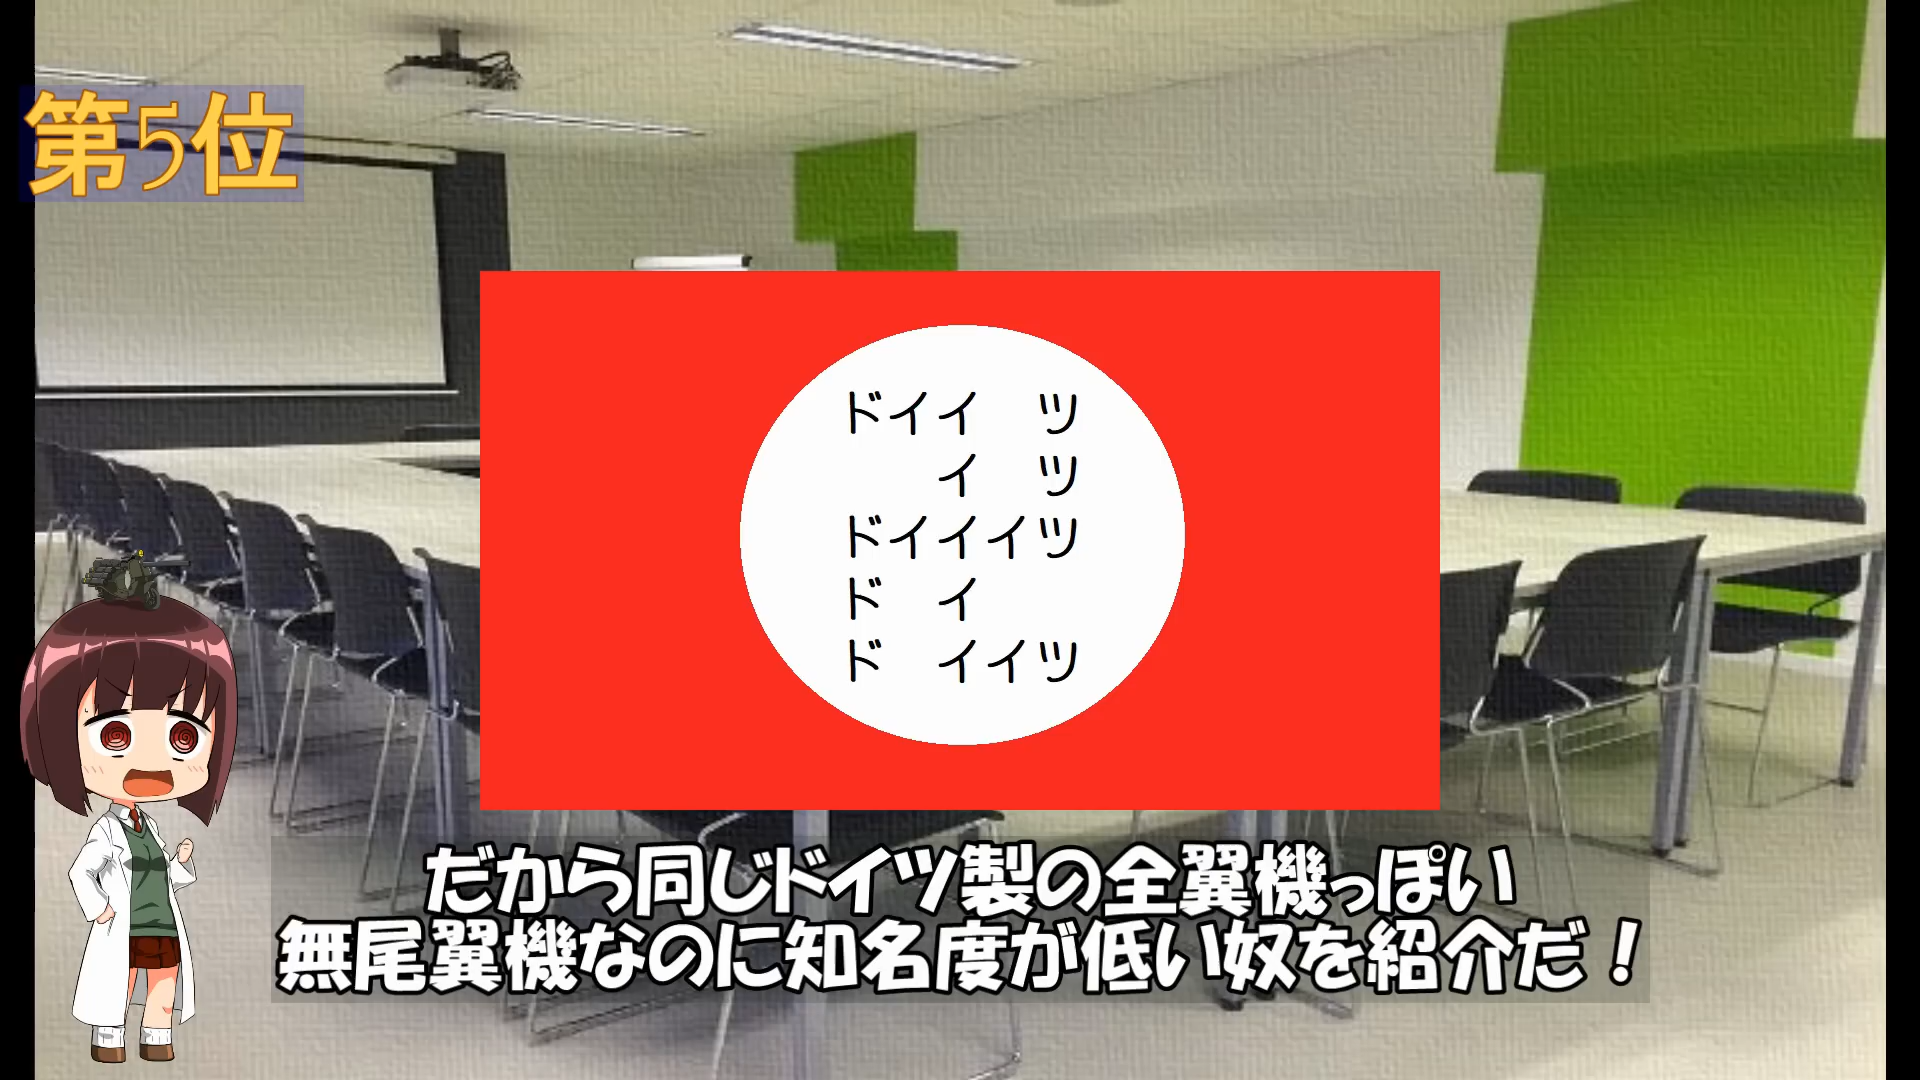 第5位
ドイイ　ツ
　　イ　ツ
ドイイイツ
ド　イ
ド　イイツ
だから同じドイツ製の全翼機っぽい
無尾翼機なのに知名度が低い奴を紹介だ！